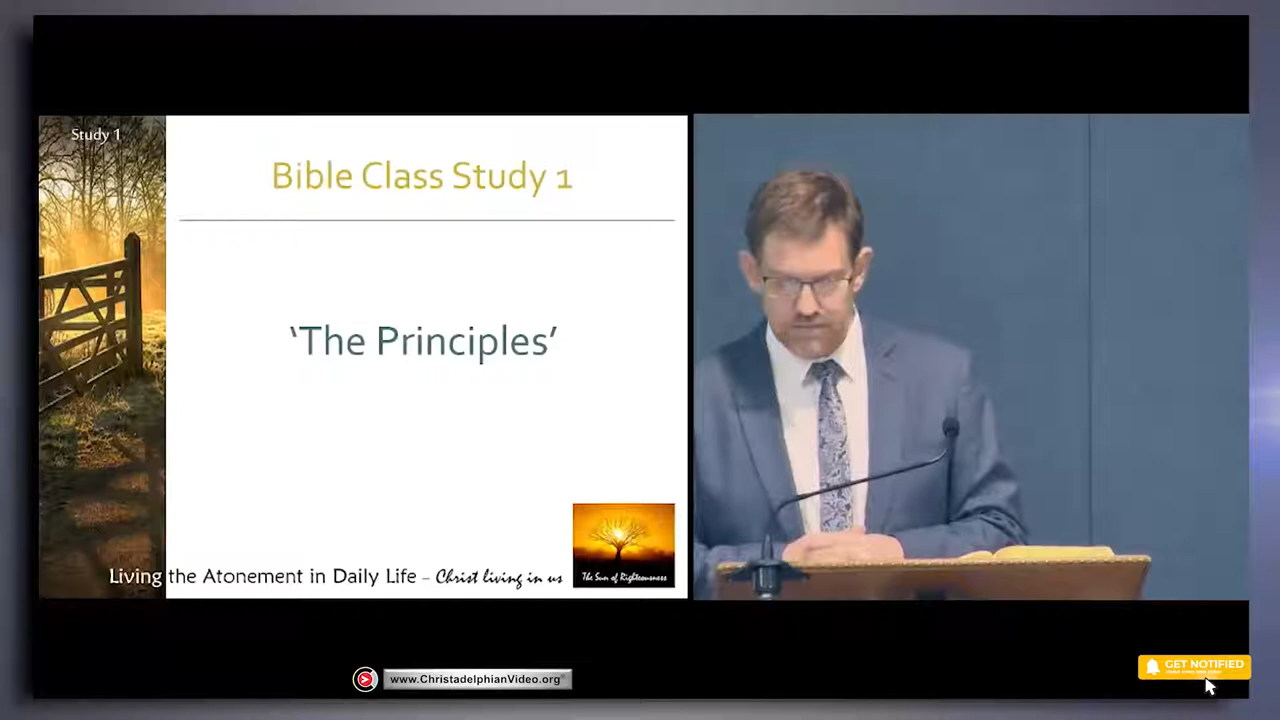 Study 1
Bible Class Study 1
‘The Principles’
The Sun of Righteousness
Living the Atonement in Daily Life – Christ living in us
www.ChristadelphianVideo.org
GET NOTIFIED